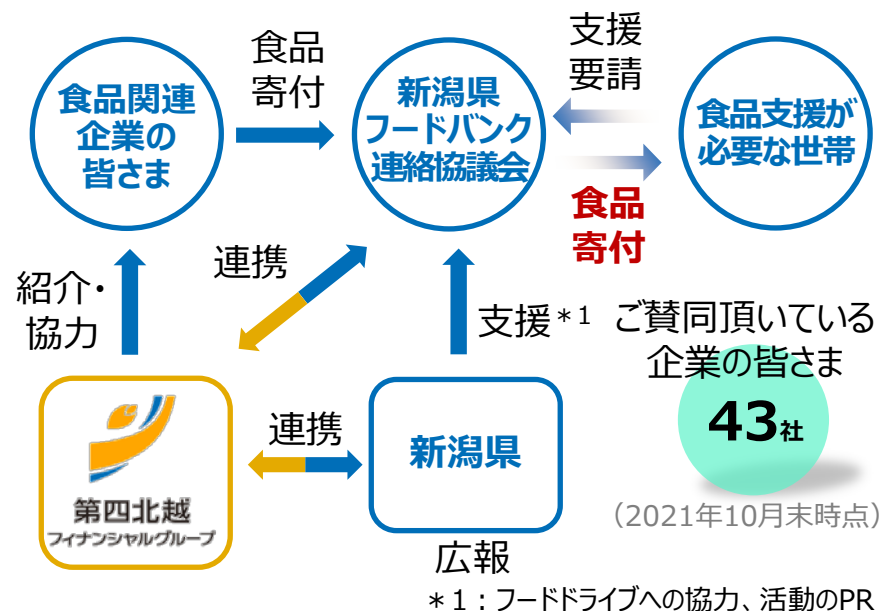 食品
寄付
支援
要請
食品関連
企業の
皆さま
新潟県
フードバンク
連絡協議会
食品支援が
必要な世帯
食品
寄付
紹介・
協力
連携
支援*1
ご賛同頂いている
企業の皆さま
43社
(2021年10月末時点)
第四北越
フィナンシャルグループ
連携
新潟県
広報
*1:フードドライブへの協力、活動のPR